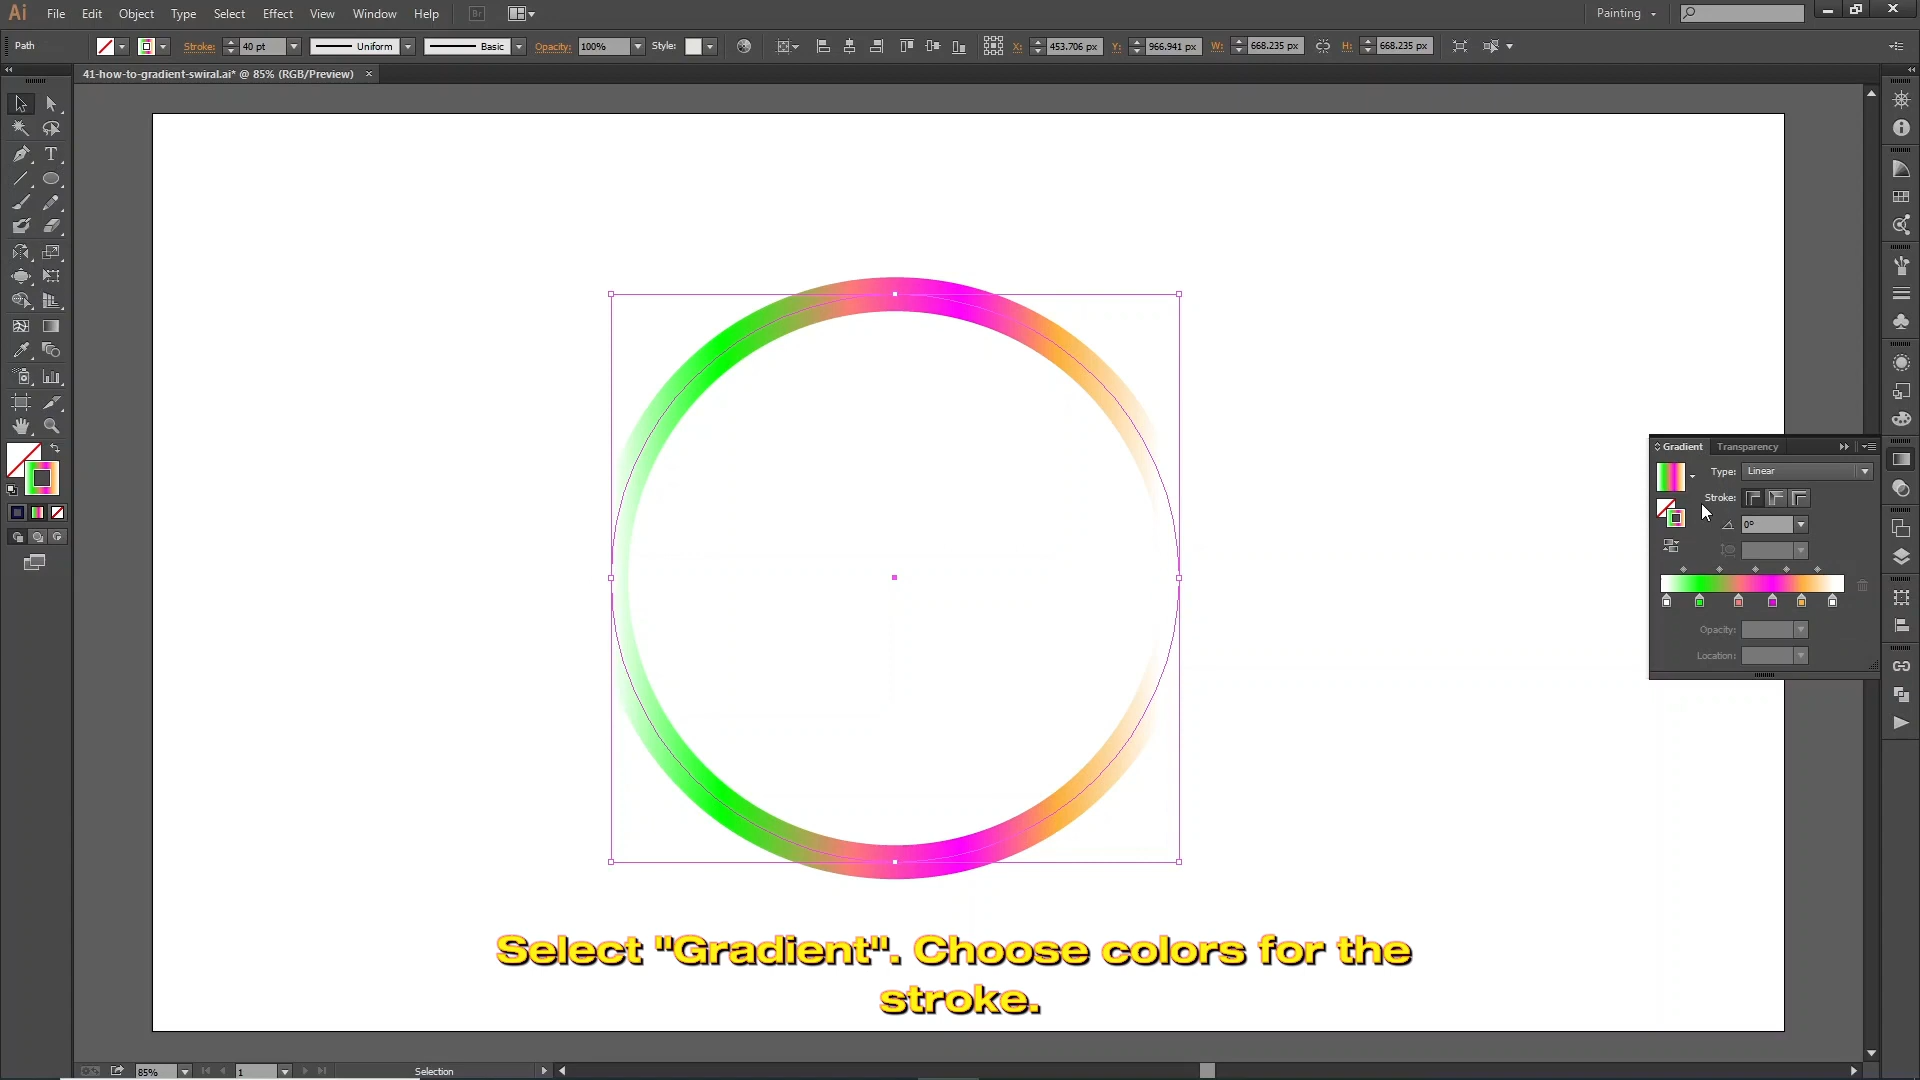 Ai File Edit Object Type Select Effect View Window Help Br Painting
Path Stroke: 40 pt Uniform Basic Opacity: 100% Style: X: 453.706 px Y: 966.941 px W: 668.235 px H: 668.235 px
41-how-to-gradient-swiral.ai* @ 85% (RGB/Preview) ×
Gradient Transparency
Type: Linear
Stroke:
0°
Opacity:
Location:
Select "Gradient". Choose colors for the
stroke.
85% 1 Selection